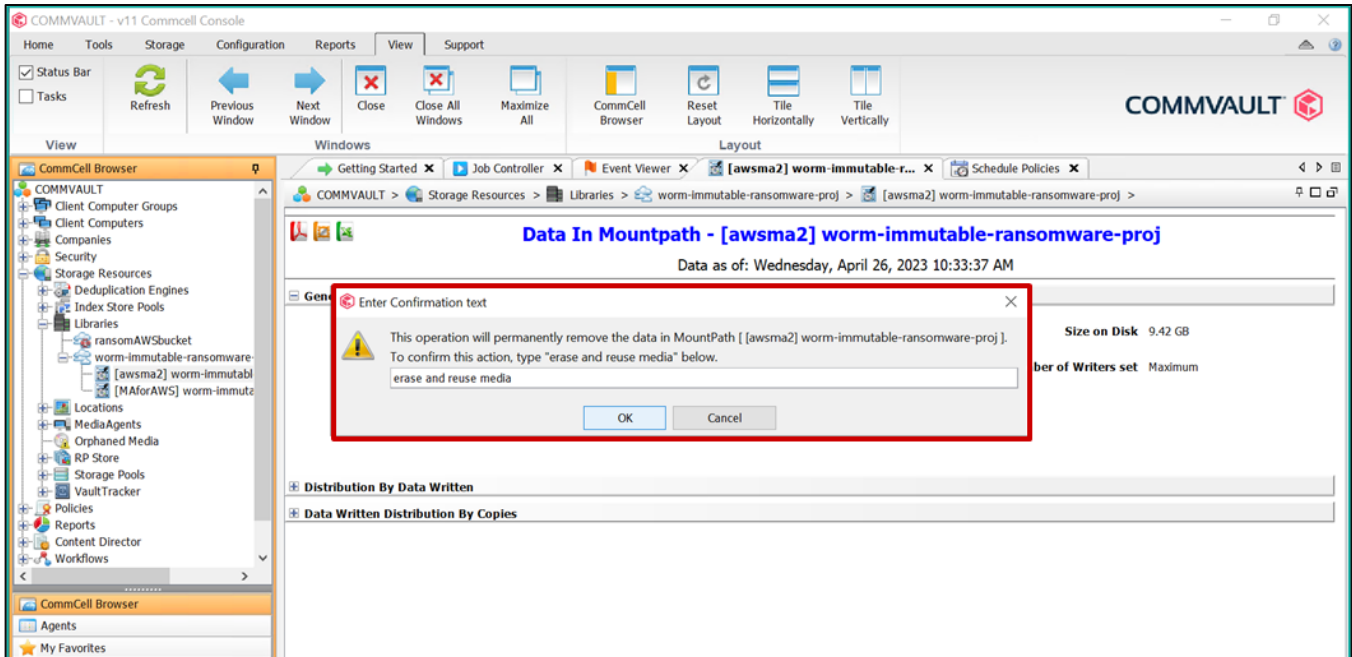 COMMVAULT - v11 Commcell Console
Home Tools Storage Configuration Reports View Support
Status Bar
Tasks
Refresh
Previous Window
Next Window
Close
Close All Windows
Maximize All
CommCell Browser
Reset Layout
Tile Horizontally
Tile Vertically
COMMVAULT
View Windows Layout
CommCell Browser
Getting Started Job Controller Event Viewer [awsma2] worm-immutable-r... Schedule Policies
COMMVAULT > Storage Resources > Libraries > worm-immutable-ransomware-proj > [awsma2] worm-immutable-ransomware-proj >
COMMVAULT
Client Computer Groups
Client Computers
Companies
Security
Storage Resources
Deduplication Engines
Index Store Pools
Libraries
ransomAWSbucket
worm-immutable-ransomware-
[awsma2] worm-immutabl
[MAforAWS] worm-immuta
Locations
MediaAgents
Orphaned Media
RP Store
Storage Pools
VaultTracker
Policies
Reports
Content Director
Workflows
CommCell Browser
Agents
My Favorites
Data In Mountpath - [awsma2] worm-immutable-ransomware-proj
Data as of: Wednesday, April 26, 2023 10:33:37 AM
Gene
Enter Confirmation text
This operation will permanently remove the data in MountPath [ [awsma2] worm-immutable-ransomware-proj ].
To confirm this action, type "erase and reuse media" below.
erase and reuse media
OK Cancel
Size on Disk 9.42 GB
ber of Writers set Maximum
Distribution By Data Written
Data Written Distribution By Copies